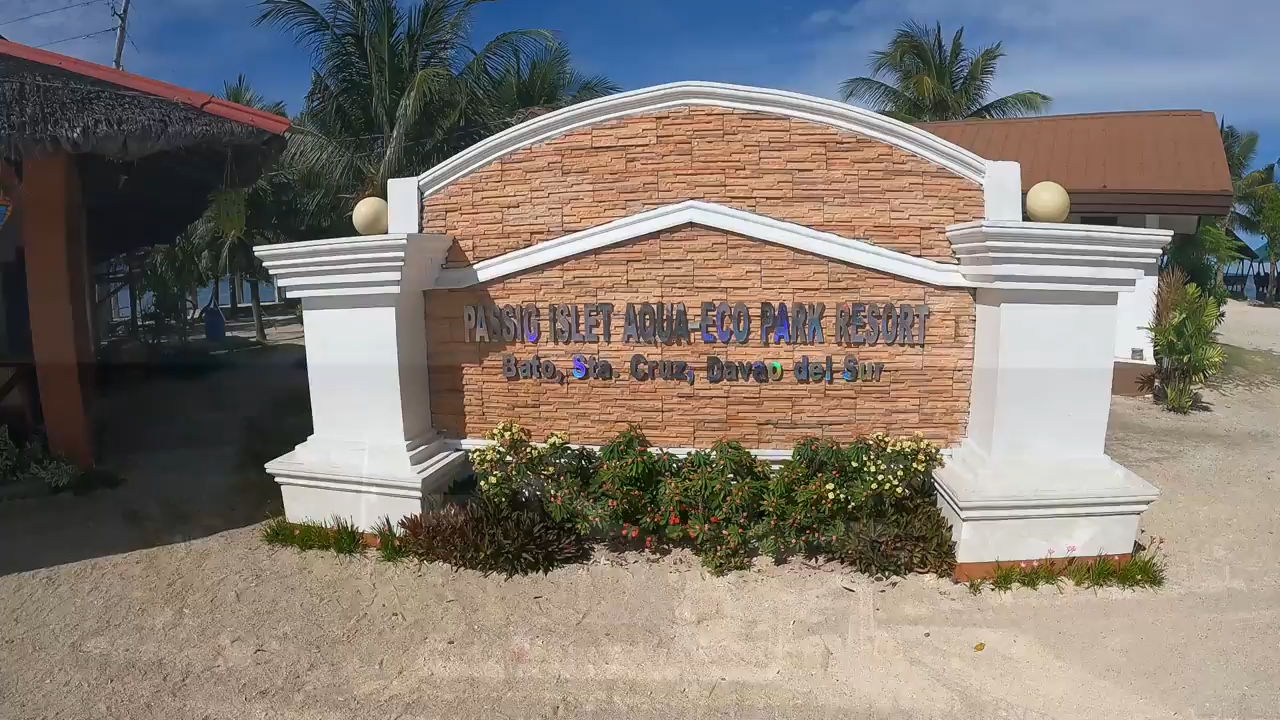 PASSIG ISLET AQUA-ECO PARK RESORT
Bato, Sta. Cruz, Davao del Sur